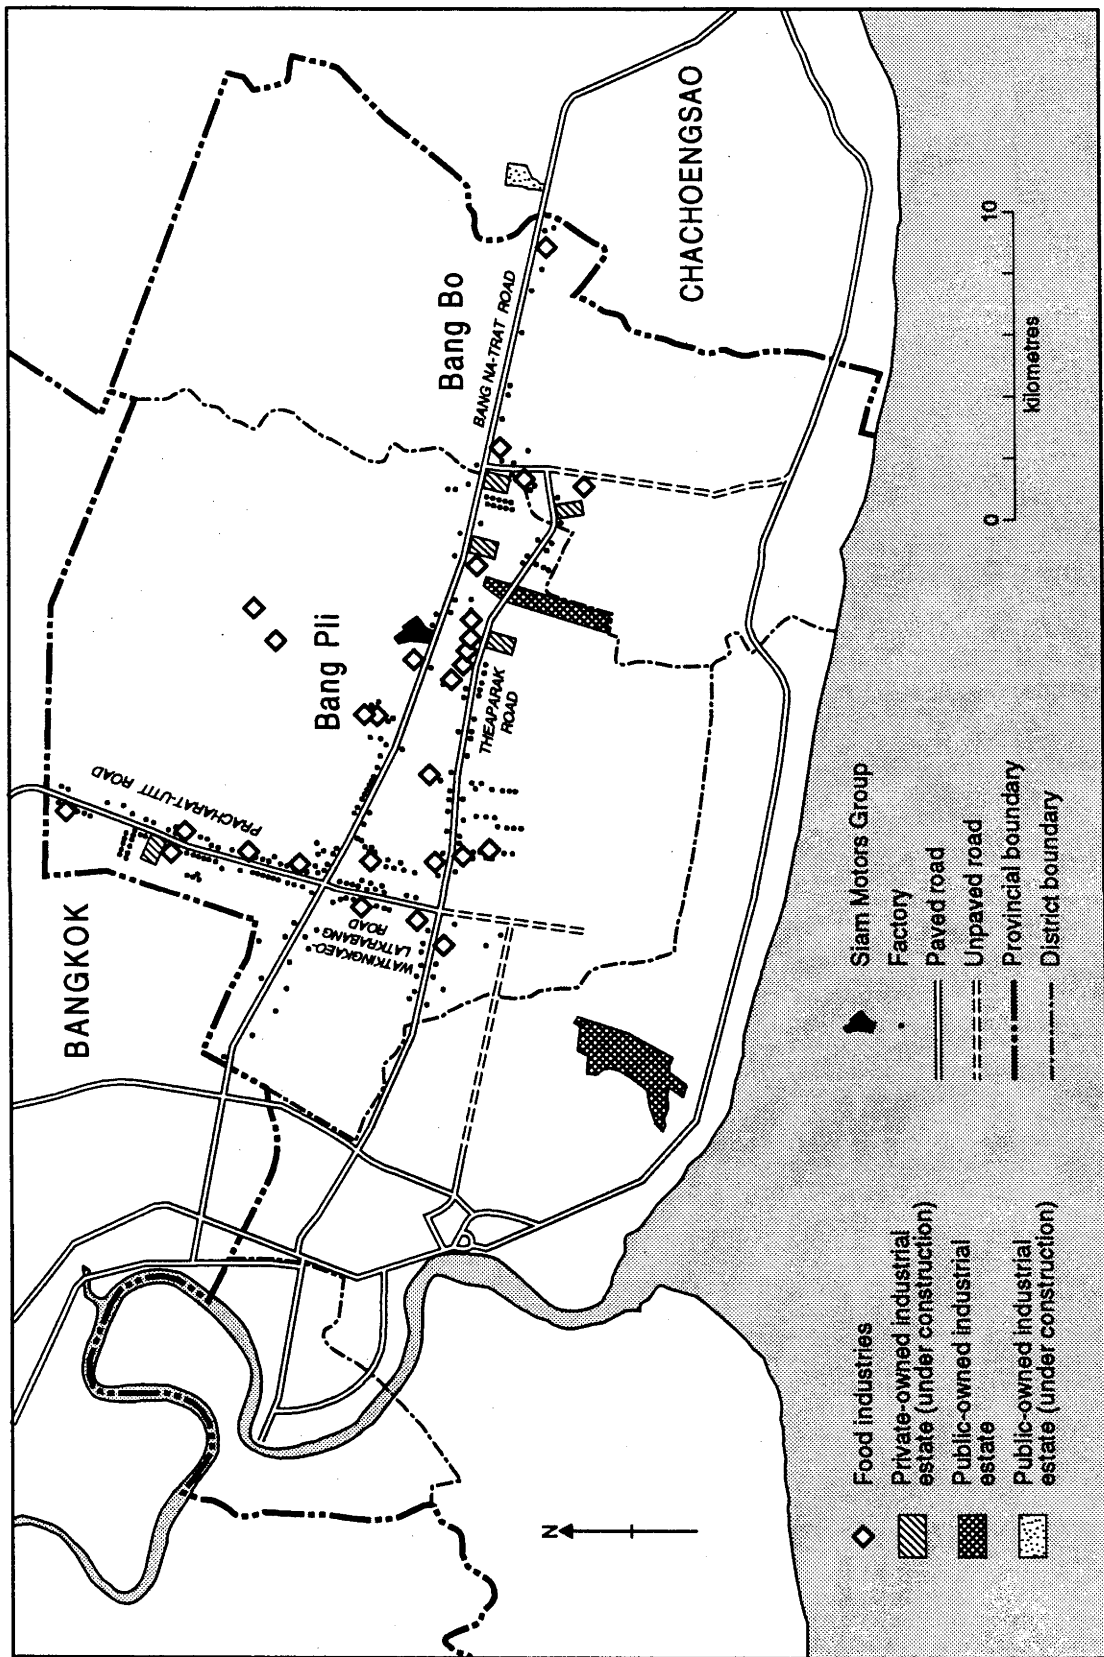 BANGKOK
PRACHARAT-UTIT ROAD
Bang Pli
Bang Bo
BANG NA-TRAT ROAD
CHACHOENGSAO
WATKINGKAEO-
LATKRABANG
ROAD
THEAPARAK
ROAD
N
0
10
kilometres
Food industries
Private-owned industrial
estate (under construction)
Public-owned industrial
estate
Public-owned industrial
estate (under construction)
Siam Motors Group
Factory
Paved road
Unpaved road
Provincial boundary
District boundary